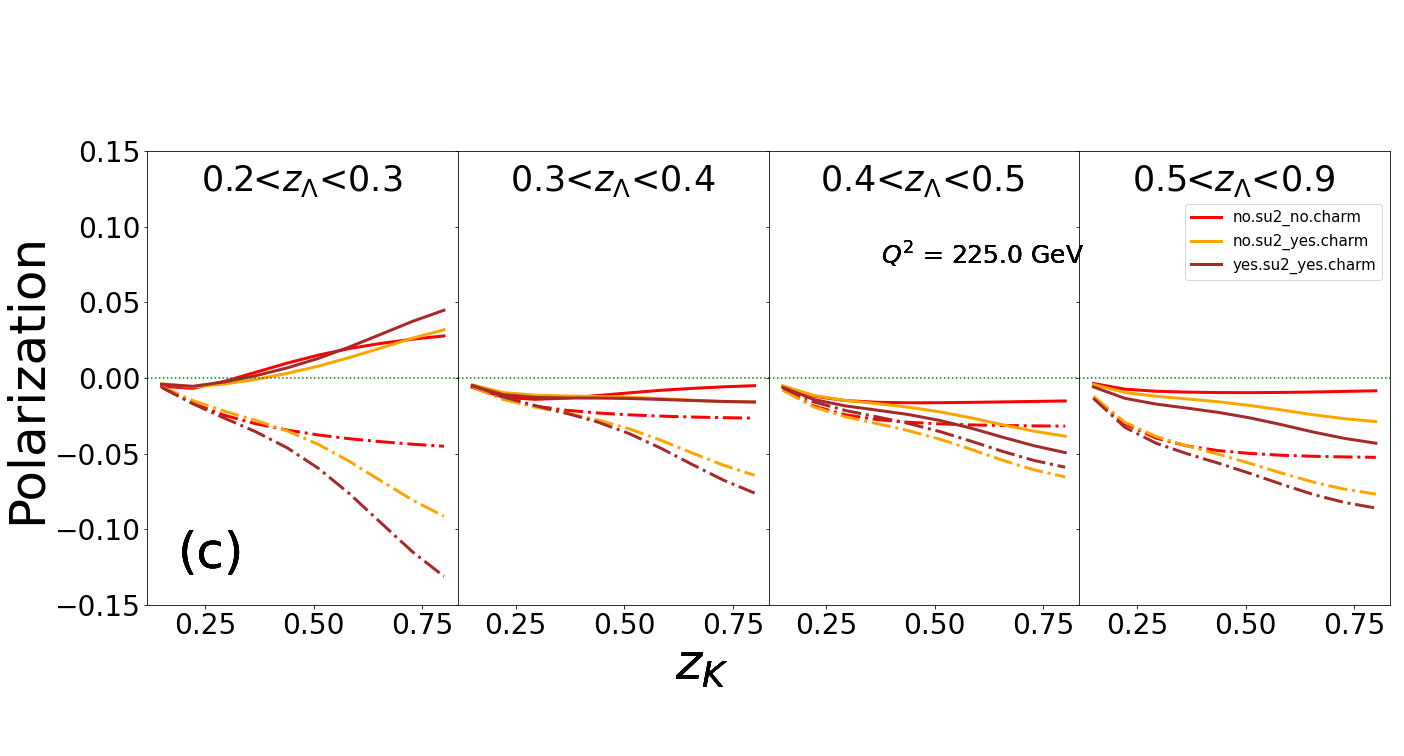 0.2<z_Λ<0.3
0.3<z_Λ<0.4
0.4<z_Λ<0.5
0.5<z_Λ<0.9
no.su2_no.charm
no.su2_yes.charm
yes.su2_yes.charm
Q² = 225.0 GeV
Polarization
0.15
0.10
0.05
0.00
−0.05
−0.10
−0.15
(c)
0.25 0.50 0.75
0.25 0.50 0.75
0.25 0.50 0.75
0.25 0.50 0.75
z_K